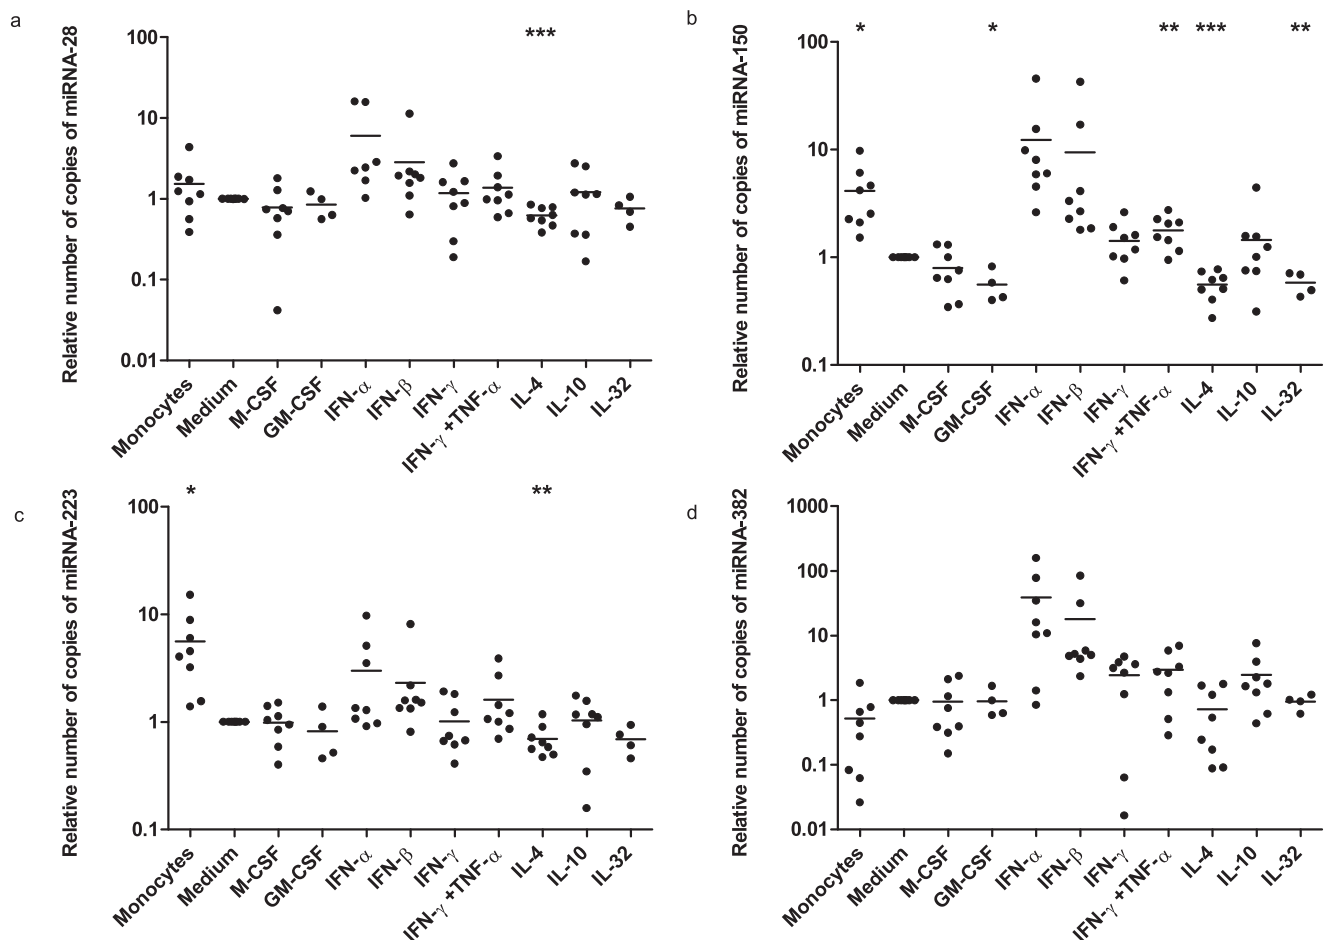 a
Relative number of copies of miRNA-28
***
100
10
1
0.1
0.01
Monocytes
Medium
M-CSF
GM-CSF
IFN-α
IFN-β
IFN-γ
IFN-γ +TNF-α
IL-4
IL-10
IL-32
b
Relative number of copies of miRNA-150
* * ** *** **
100
10
1
0.1
Monocytes
Medium
M-CSF
GM-CSF
IFN-α
IFN-β
IFN-γ
IFN-γ +TNF-α
IL-4
IL-10
IL-32
c
Relative number of copies of miRNA-223
* **
100
10
1
0.1
Monocytes
Medium
M-CSF
GM-CSF
IFN-α
IFN-β
IFN-γ
IFN-γ +TNF-α
IL-4
IL-10
IL-32
d
Relative number of copies of miRNA-382
1000
100
10
1
0.1
0.01
Monocytes
Medium
M-CSF
GM-CSF
IFN-α
IFN-β
IFN-γ
IFN-γ +TNF-α
IL-4
IL-10
IL-32